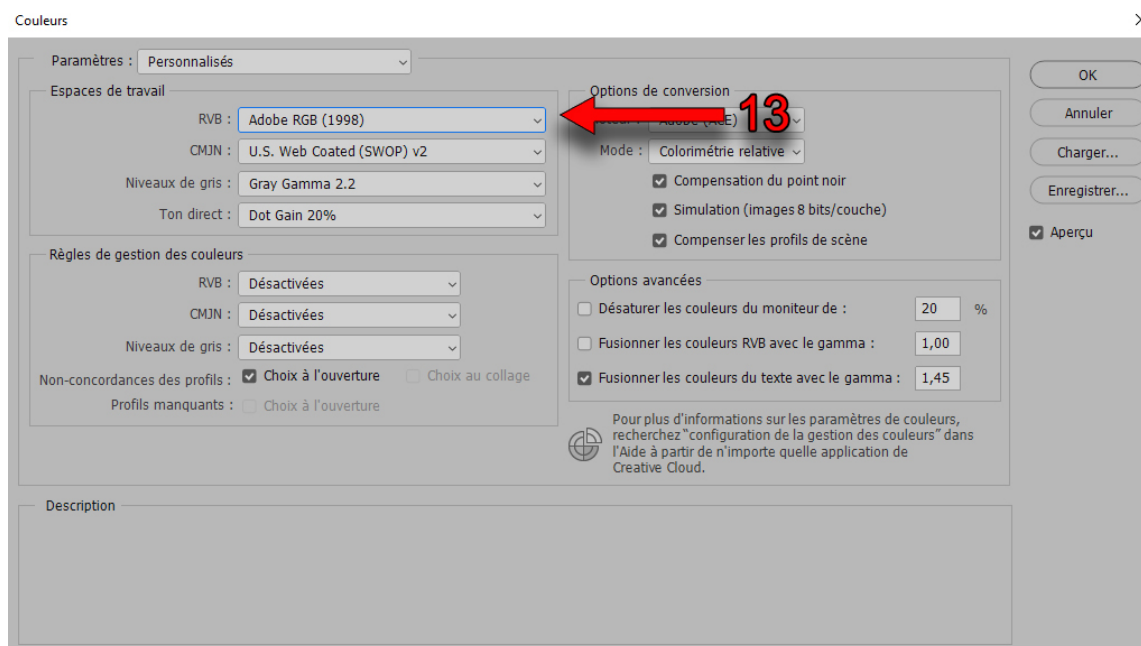 Couleurs
Paramètres : Personnalisés
Espaces de travail
RVB : Adobe RGB (1998)
CMJN : U.S. Web Coated (SWOP) v2
Niveaux de gris : Gray Gamma 2.2
Ton direct : Dot Gain 20%
Règles de gestion des couleurs
RVB : Désactivées
CMJN : Désactivées
Niveaux de gris : Désactivées
Non-concordances des profils : Choix à l'ouverture Choix au collage
Profils manquants : Choix à l'ouverture
Options de conversion
13
Adobe (ACE)
Mode : Colorimétrie relative
Compensation du point noir
Simulation (images 8 bits/couche)
Compenser les profils de scène
Options avancées
Désaturer les couleurs du moniteur de : 20 %
Fusionner les couleurs RVB avec le gamma : 1,00
Fusionner les couleurs du texte avec le gamma : 1,45
Pour plus d'informations sur les paramètres de couleurs,
recherchez "configuration de la gestion des couleurs" dans
l'Aide à partir de n'importe quelle application de
Creative Cloud.
OK
Annuler
Charger...
Enregistrer...
Aperçu
Description